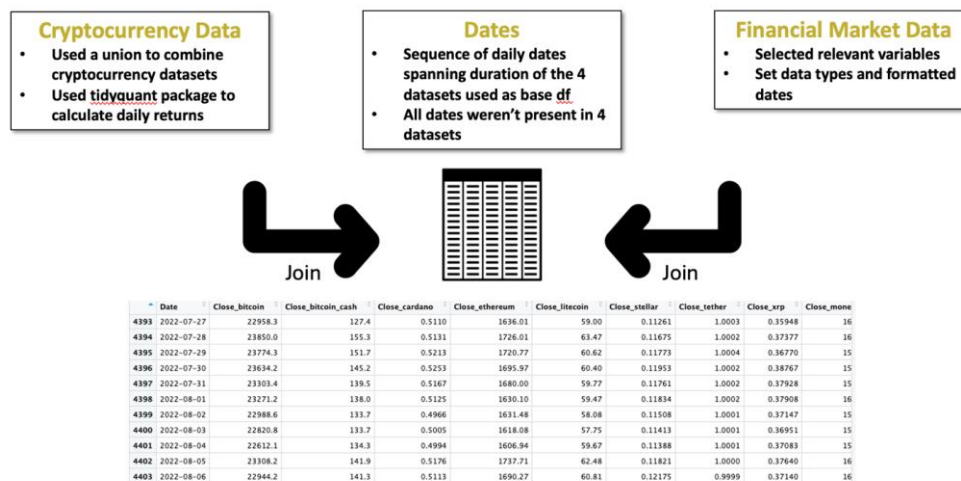 Cryptocurrency Data
• Used a union to combine
cryptocurrency datasets
• Used tidyquant package to
calculate daily returns
Dates
• Sequence of daily dates
spanning duration of the 4
datasets used as base df
• All dates weren't present in 4
datasets
Financial Market Data
• Selected relevant variables
• Set data types and formatted
dates
Join
Join
Date Close_bitcoin Close_bitcoin_cash Close_cardano Close_ethereum Close_litecoin Close_stellar Close_tether Close_xrp Close_mone
4393 2022-07-27 22958.3 127.4 0.5110 1636.01 59.00 0.11261 1.0003 0.35948 16
4394 2022-07-28 23850.0 155.3 0.5131 1726.01 63.47 0.11675 1.0002 0.37377 16
4395 2022-07-29 23774.3 151.7 0.5213 1720.77 60.62 0.11773 1.0004 0.36770 15
4396 2022-07-30 23634.2 145.2 0.5253 1695.97 60.40 0.11953 1.0002 0.38767 15
4397 2022-07-31 23303.4 139.5 0.5167 1680.00 59.77 0.11761 1.0002 0.37928 15
4398 2022-08-01 23271.2 138.0 0.5125 1630.10 59.47 0.11834 1.0002 0.37908 16
4399 2022-08-02 22988.6 133.7 0.4966 1631.48 58.08 0.11508 1.0001 0.37147 15
4400 2022-08-03 22820.8 133.7 0.5005 1618.08 57.75 0.11413 1.0001 0.36951 15
4401 2022-08-04 22612.1 134.3 0.4994 1606.94 59.67 0.11388 1.0001 0.37083 15
4402 2022-08-05 23308.2 141.9 0.5176 1737.71 62.48 0.11821 1.0000 0.37640 16
4403 2022-08-06 22944.2 141.3 0.5113 1690.27 60.81 0.12175 0.9999 0.37140 16